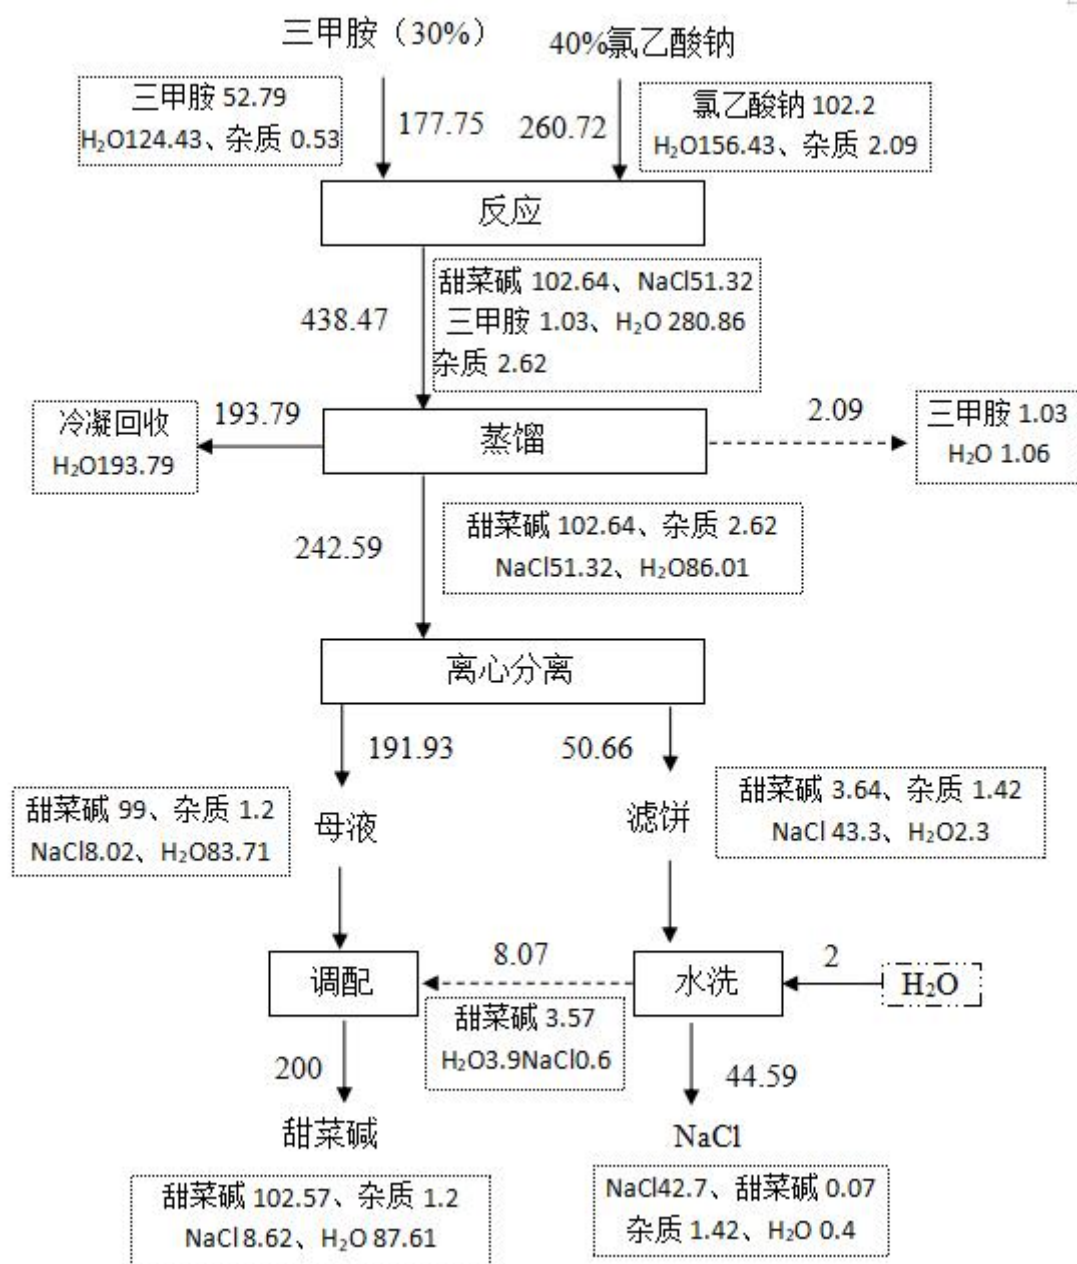 三甲胺（30%）
40%氯乙酸钠
三甲胺 52.79
H₂O124.43、杂质 0.53
177.75
260.72
氯乙酸钠 102.2
H₂O156.43、杂质 2.09
反应
438.47
甜菜碱 102.64、NaCl51.32
三甲胺 1.03、H₂O 280.86
杂质 2.62
冷凝回收
H₂O193.79
193.79
蒸馏
2.09
三甲胺 1.03
H₂O 1.06
242.59
甜菜碱 102.64、杂质 2.62
NaCl51.32、H₂O86.01
离心分离
191.93
50.66
甜菜碱 99、杂质 1.2
NaCl8.02、H₂O83.71
母液
滤饼
甜菜碱 3.64、杂质 1.42
NaCl 43.3、H₂O2.3
调配
8.07
水洗
2
H₂O
甜菜碱 3.57
H₂O3.9NaCl0.6
200
44.59
甜菜碱
NaCl
甜菜碱 102.57、杂质 1.2
NaCl 8.62、H₂O 87.61
NaCl42.7、甜菜碱 0.07
杂质 1.42、H₂O 0.4